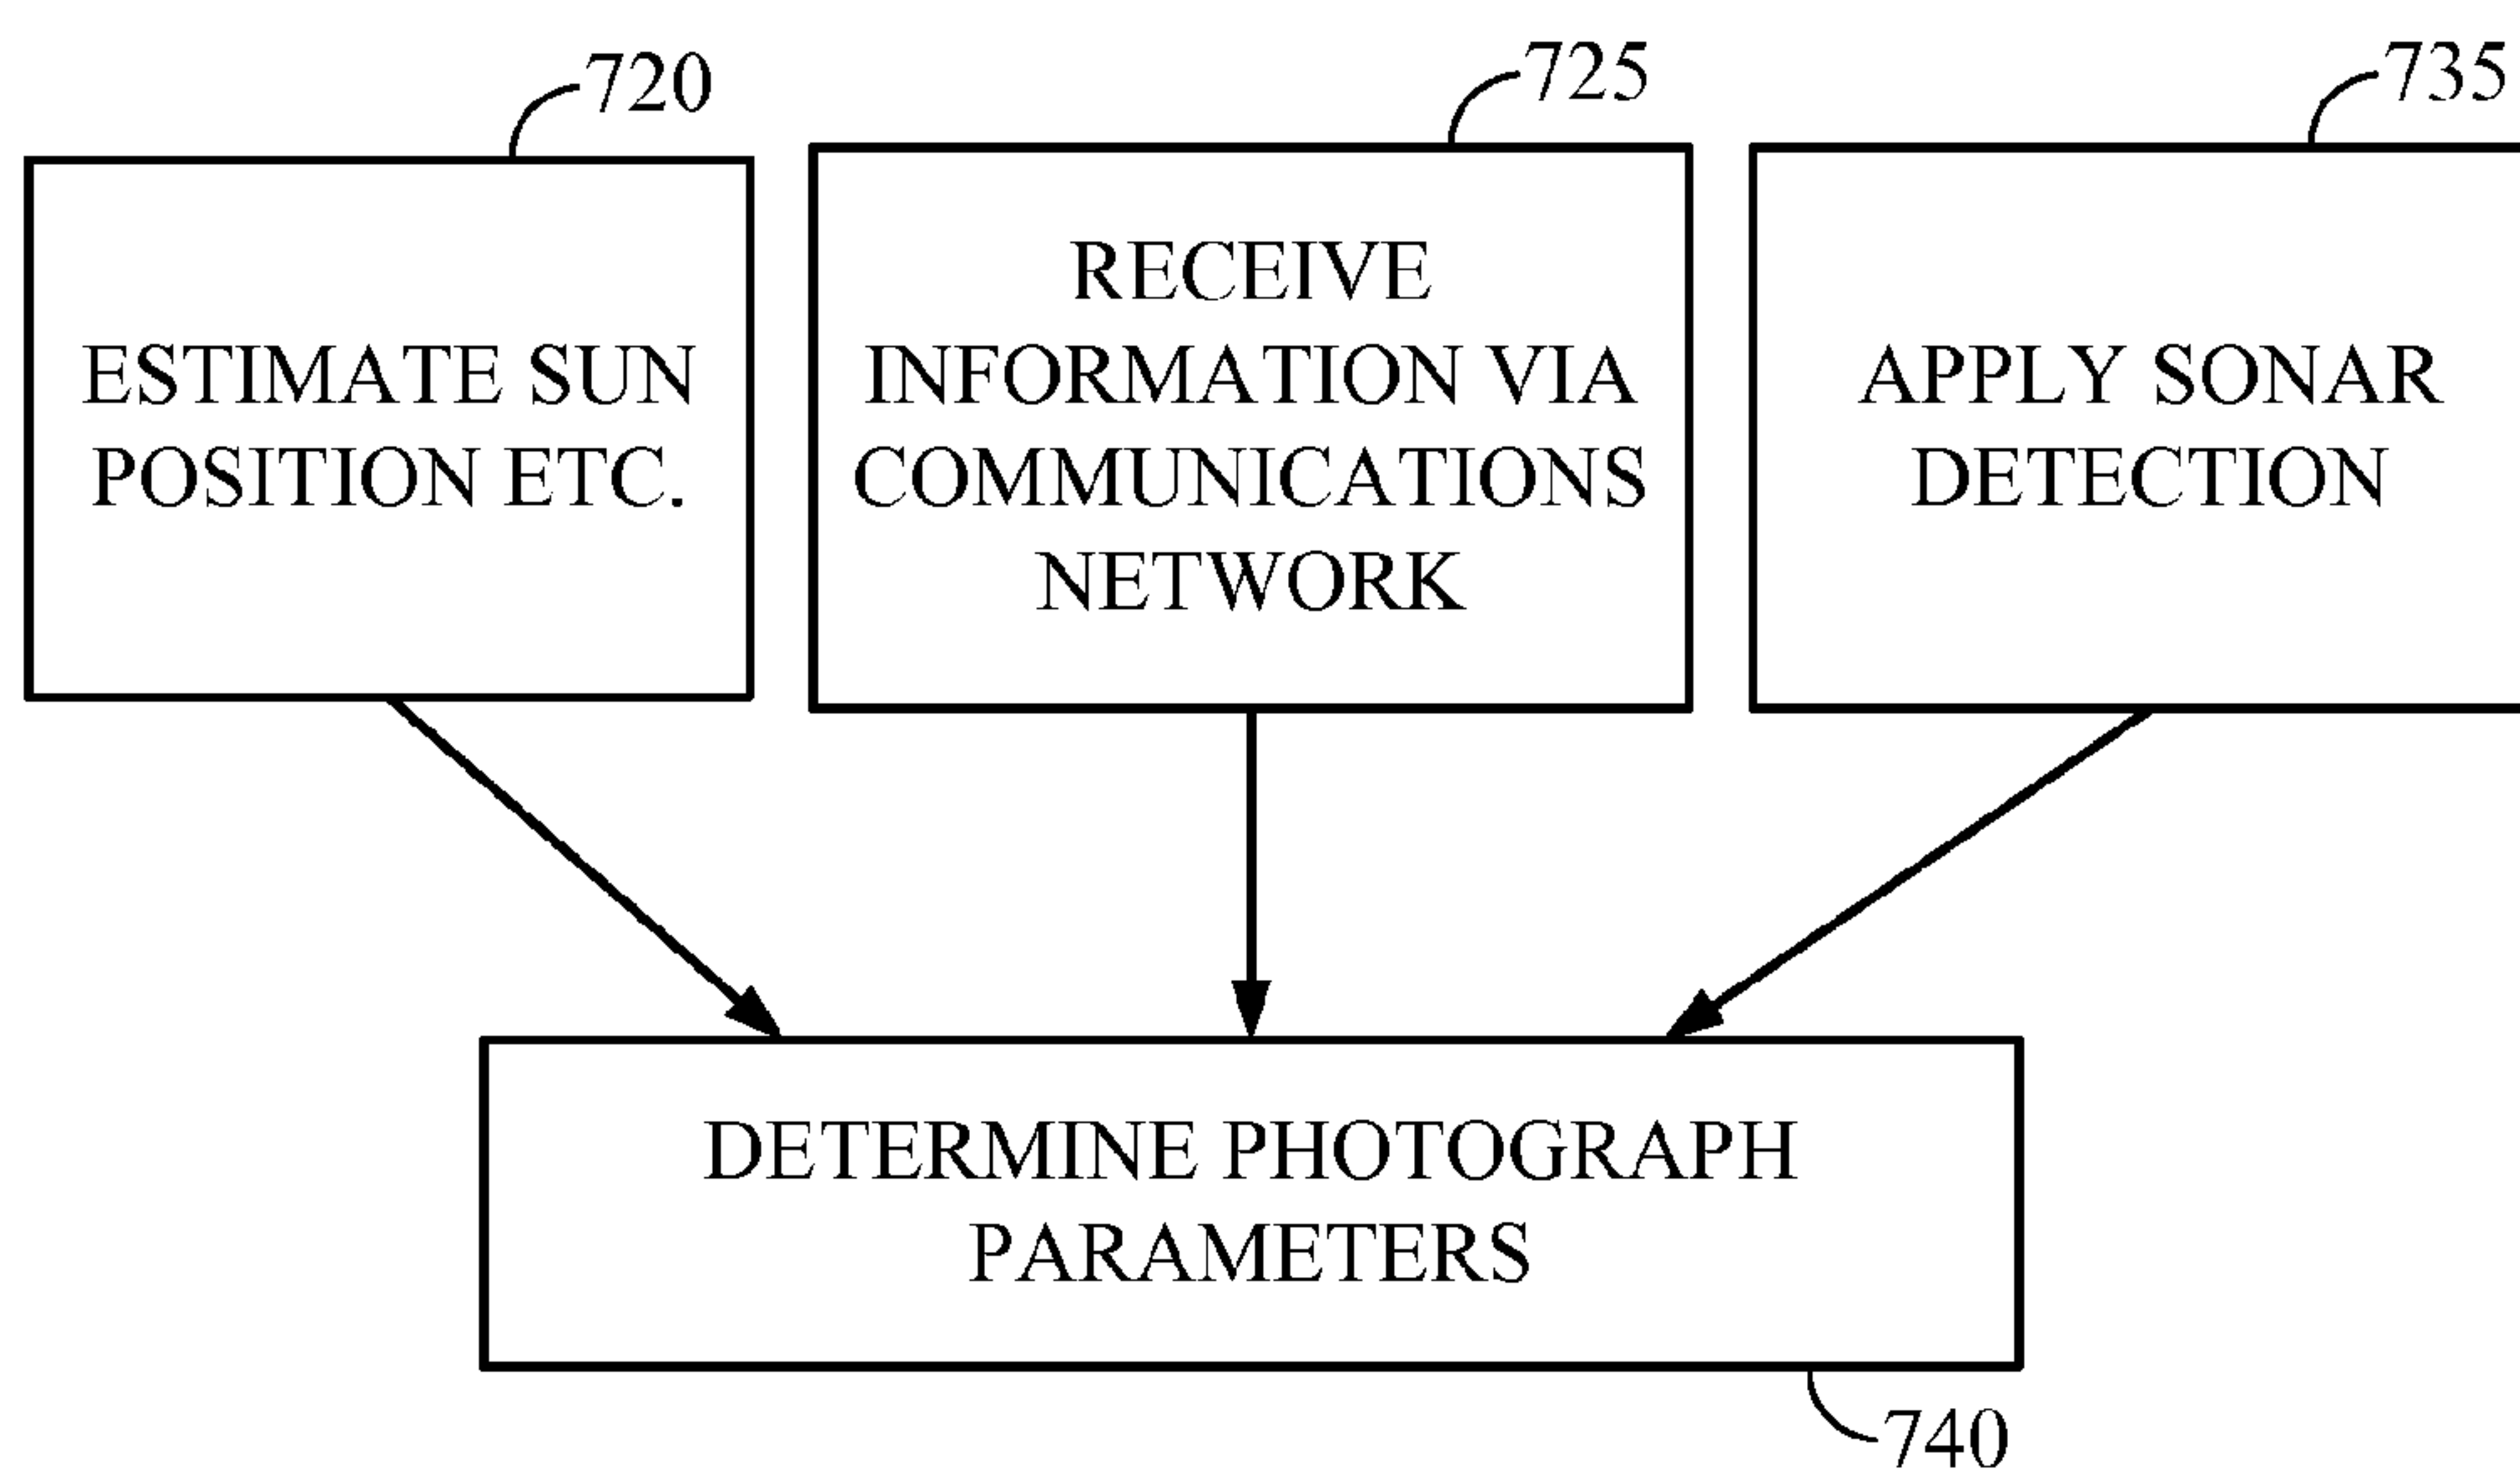 720
725
735
ESTIMATE SUN
POSITION ETC.
RECEIVE
INFORMATION VIA
COMMUNICATIONS
NETWORK
APPLY SONAR
DETECTION
DETERMINE PHOTOGRAPH
PARAMETERS
740